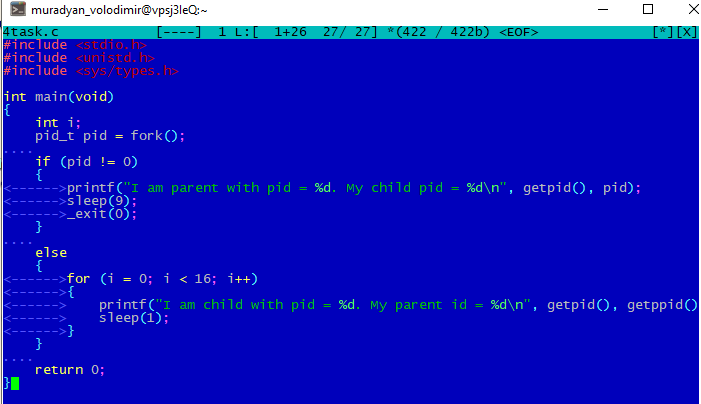 muradyan_volodimir@vpsj3leQ:~
4task.c [----] 1 L:[ 1+26 27/ 27] *(422 / 422b) <EOF> [*][X]
#include <stdio.h>
#include <unistd.h>
#include <sys/types.h>
int main(void)
{
int i;
pid_t pid = fork();
....
if (pid != 0)
{
<------>printf("I am parent with pid = %d. My child pid = %d\n", getpid(), pid);
<------>sleep(9);
<------>_exit(0);
}
....
else
{
<------>for (i = 0; i < 16; i++)
<------>{
<------> printf("I am child with pid = %d. My parent id = %d\n", getpid(), getppid()
<------> sleep(1);
<------>}
}
....
return 0;
}